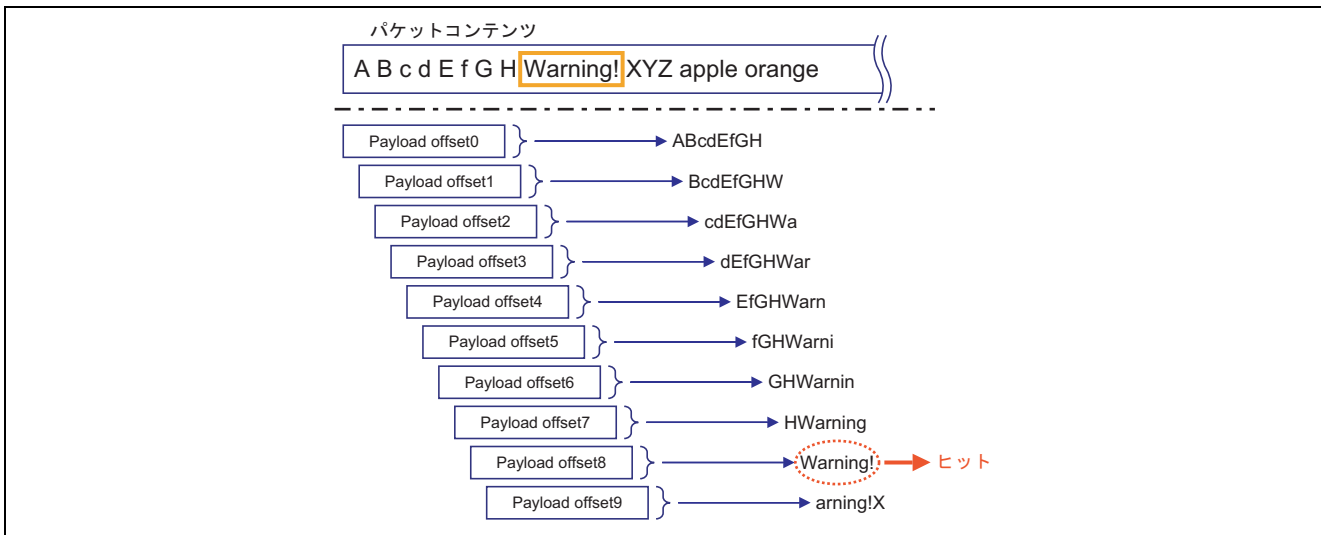 パケットコンテンツ
A B c d E f G H Warning! XYZ apple orange
Payload offset0 ABcdEfGH
Payload offset1 BcdEfGHW
Payload offset2 cdEfGHWa
Payload offset3 dEfGHWar
Payload offset4 EfGHWarn
Payload offset5 fGHWarni
Payload offset6 GHWarnin
Payload offset7 HWarning
Payload offset8 Warning! ヒット
Payload offset9 arning!X